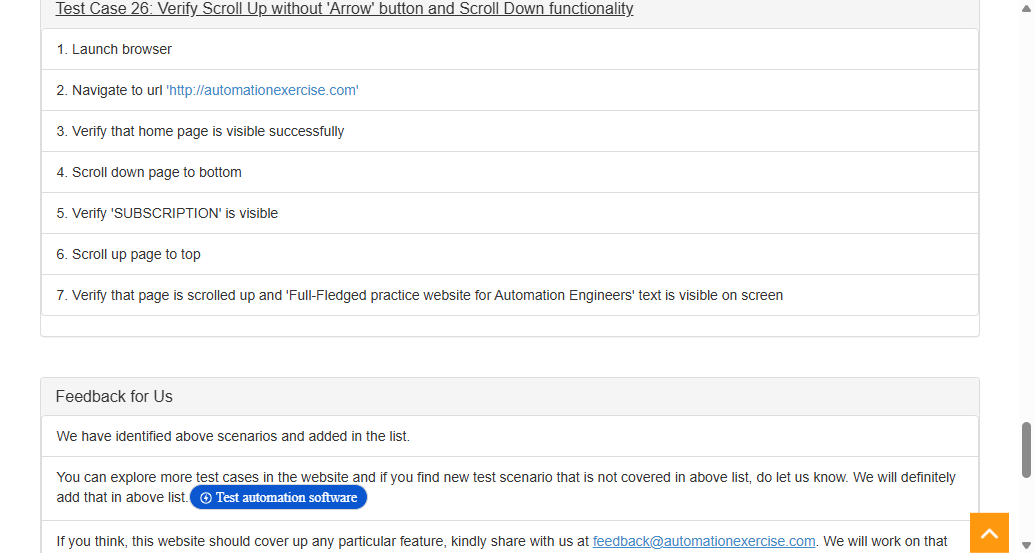 Test Case 26: Verify Scroll Up without 'Arrow' button and Scroll Down functionality
1. Launch browser
2. Navigate to url 'http://automationexercise.com'
3. Verify that home page is visible successfully
4. Scroll down page to bottom
5. Verify 'SUBSCRIPTION' is visible
6. Scroll up page to top
7. Verify that page is scrolled up and 'Full-Fledged practice website for Automation Engineers' text is visible on screen
Feedback for Us
We have identified above scenarios and added in the list.
You can explore more test cases in the website and if you find new test scenario that is not covered in above list, do let us know. We will definitely
add that in above list. Test automation software
If you think, this website should cover up any particular feature, kindly share with us at feedback@automationexercise.com. We will work on that